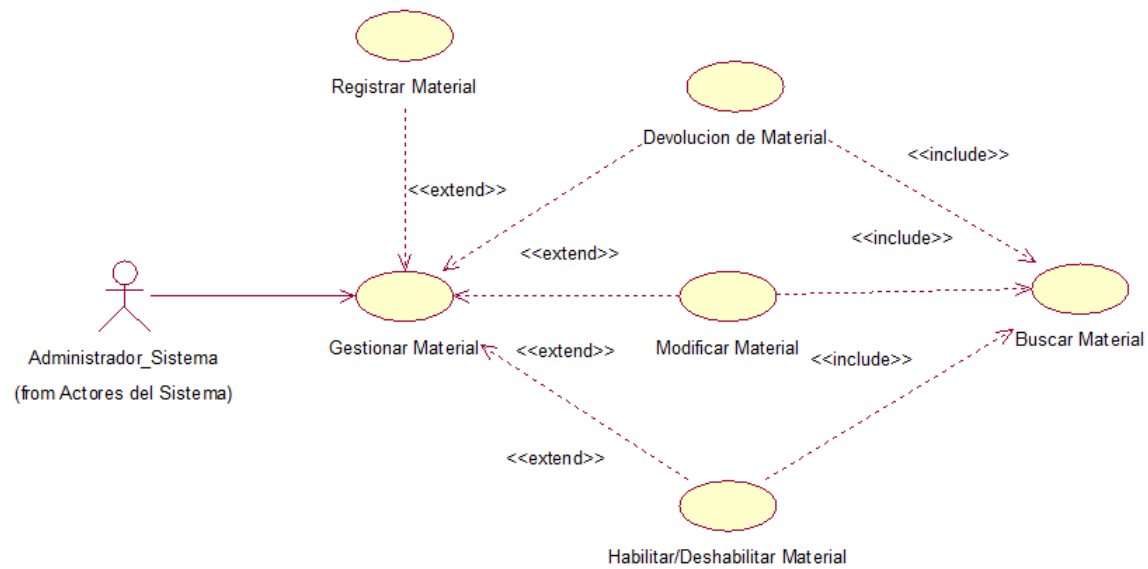 Registrar Material
Devolucion de Material
<<include>>
<<extend>>
<<include>>
<<extend>>
Administrador_Sistema
(from Actores del Sistema)
Gestionar Material
<<extend>>
Modificar Material
<<include>>
Buscar Material
<<extend>>
Habilitar/Deshabilitar Material